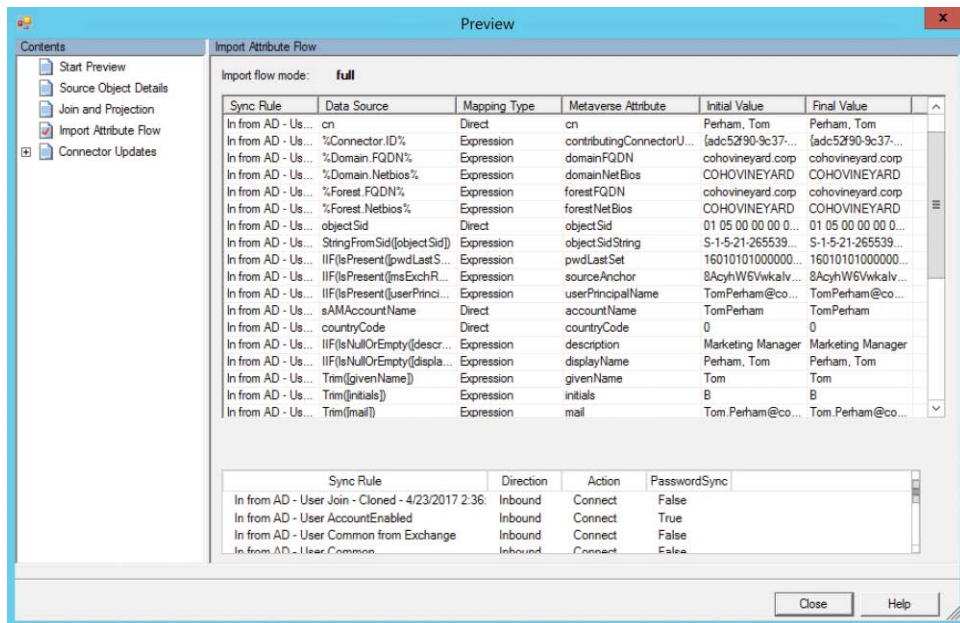 Preview
x
Contents
Start Preview
Source Object Details
Join and Projection
Import Attribute Flow
Connector Updates
Import Attribute Flow
Import flow mode: full
Sync Rule Data Source Mapping Type Metaverse Attribute Initial Value Final Value
In from AD - Us... cn Direct cn Perham, Tom Perham, Tom
In from AD - Us... %Connector.ID% Expression contributingConnectorU... {adc52f90-9c37-... {adc52f90-9c37-...
In from AD - Us... %Domain.FQDN% Expression domainFQDN cohovineyard.corp cohovineyard.corp
In from AD - Us... %Domain.Netbios% Expression domainNetBios COHOVINEYARD COHOVINEYARD
In from AD - Us... %Forest.FQDN% Expression forestFQDN cohovineyard.corp cohovineyard.corp
In from AD - Us... %Forest.Netbios% Expression forestNetBios COHOVINEYARD COHOVINEYARD
In from AD - Us... objectSid Direct objectSid 01 05 00 00 00 0... 01 05 00 00 00 0...
In from AD - Us... StringFromSid([objectSid]) Expression objectSidString S-1-5-21-265539... S-1-5-21-265539...
In from AD - Us... IIF(IsPresent([pwdLastS... Expression pwdLastSet 16010101000000... 16010101000000...
In from AD - Us... IIF(IsPresent([msExchR... Expression sourceAnchor 8AcyhW6Vwkalv... 8AcyhW6Vwkalv...
In from AD - Us... IIF(IsPresent([userPrinci... Expression userPrincipalName TomPerham@co... TomPerham@co...
In from AD - Us... sAMAccountName Direct accountName TomPerham TomPerham
In from AD - Us... countryCode Direct countryCode 0 0
In from AD - Us... IIF(IsNullOrEmpty([descr... Expression description Marketing Manager Marketing Manager
In from AD - Us... IIF(IsNullOrEmpty([displa... Expression displayName Perham, Tom Perham, Tom
In from AD - Us... Trim([givenName]) Expression givenName Tom Tom
In from AD - Us... Trim([initials]) Expression initials B B
In from AD - Us... Trim([mail]) Expression mail Tom.Perham@co... Tom.Perham@co...
Sync Rule Direction Action PasswordSync
In from AD - User Join - Cloned - 4/23/2017 2:36: Inbound Connect False
In from AD - User AccountEnabled Inbound Connect True
In from AD - User Common from Exchange Inbound Connect False
In from AD - User Common Inbound Connect False
Close Help